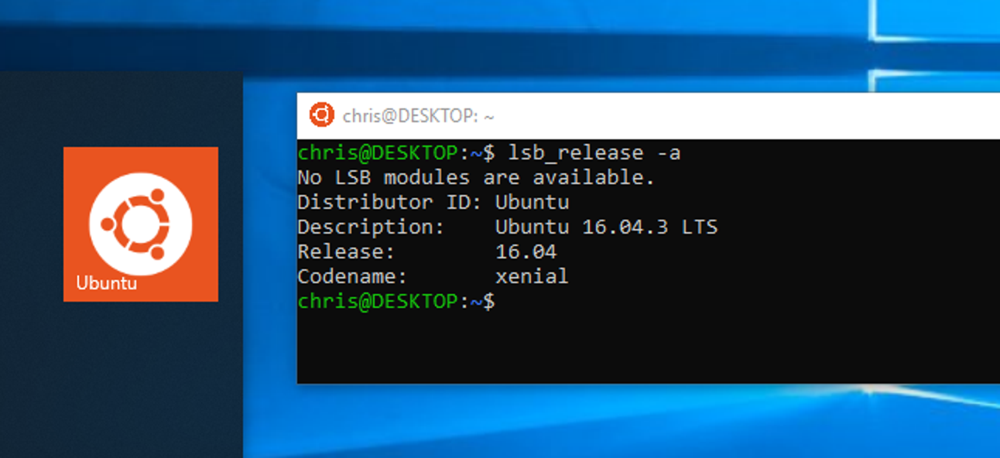 Ubuntu
chris@DESKTOP: ~
chris@DESKTOP:~$ lsb_release -a
No LSB modules are available.
Distributor ID: Ubuntu
Description:    Ubuntu 16.04.3 LTS
Release:        16.04
Codename:       xenial
chris@DESKTOP:~$